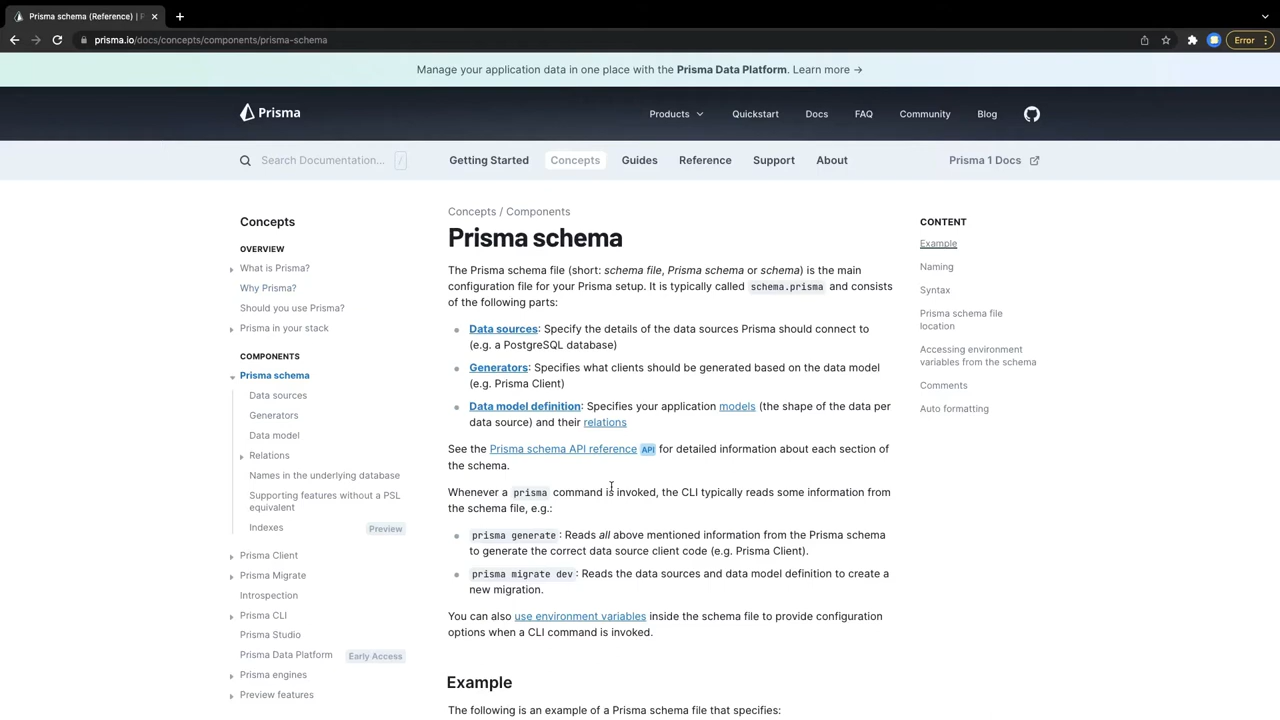 Prisma schema (Reference) | P
prisma.io/docs/concepts/components/prisma-schema
Error
Manage your application data in one place with the Prisma Data Platform. Learn more →
Prisma
Products
Quickstart
Docs
FAQ
Community
Blog
Search Documentation... /
Getting Started
Concepts
Guides
Reference
Support
About
Prisma 1 Docs
Concepts
OVERVIEW
What is Prisma?
Why Prisma?
Should you use Prisma?
Prisma in your stack
COMPONENTS
Prisma schema
Data sources
Generators
Data model
Relations
Names in the underlying database
Supporting features without a PSL
equivalent
Indexes
Preview
Prisma Client
Prisma Migrate
Introspection
Prisma CLI
Prisma Studio
Prisma Data Platform
Early Access
Prisma engines
Preview features
Concepts / Components
Prisma schema
The Prisma schema file (short: schema file, Prisma schema or schema) is the main
configuration file for your Prisma setup. It is typically called schema.prisma and consists
of the following parts:
Data sources: Specify the details of the data sources Prisma should connect to
(e.g. a PostgreSQL database)
Generators: Specifies what clients should be generated based on the data model
(e.g. Prisma Client)
Data model definition: Specifies your application models (the shape of the data per
data source) and their relations
See the Prisma schema API reference API for detailed information about each section of
the schema.
Whenever a prisma command is invoked, the CLI typically reads some information from
the schema file, e.g.:
prisma generate: Reads all above mentioned information from the Prisma schema
to generate the correct data source client code (e.g. Prisma Client).
prisma migrate dev: Reads the data sources and data model definition to create a
new migration.
You can also use environment variables inside the schema file to provide configuration
options when a CLI command is invoked.
Example
The following is an example of a Prisma schema file that specifies:
CONTENT
Example
Naming
Syntax
Prisma schema file
location
Accessing environment
variables from the schema
Comments
Auto formatting